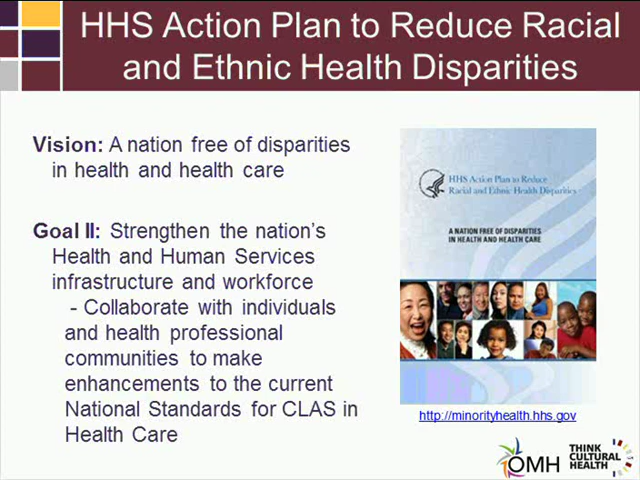 HHS Action Plan to Reduce Racial
and Ethnic Health Disparities
Vision: A nation free of disparities
in health and health care
Goal II: Strengthen the nation's
Health and Human Services
infrastructure and workforce
- Collaborate with individuals
and health professional
communities to make
enhancements to the current
National Standards for CLAS in
Health Care
HHS Action Plan to Reduce
Racial and Ethnic Health Disparities
A NATION FREE OF DISPARITIES
IN HEALTH AND HEALTH CARE
http://minorityhealth.hhs.gov
OMH
THINK
CULTURAL
HEALTH